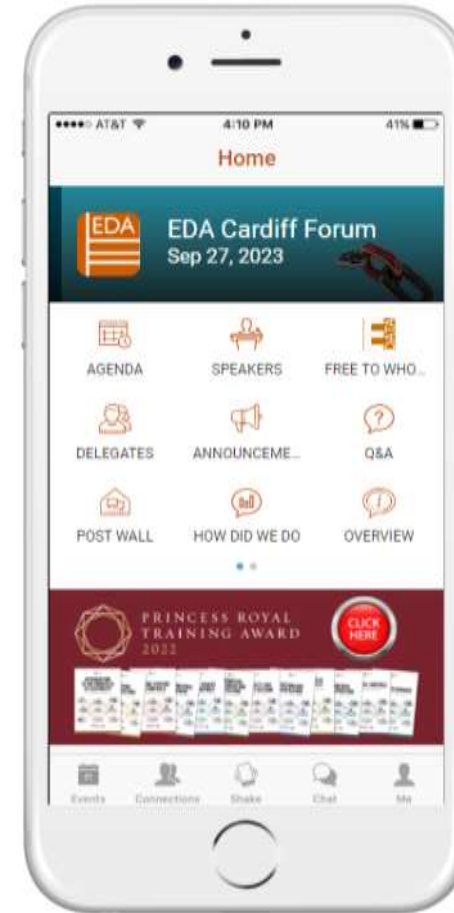 AT&T 4:10 PM 41%
Home
EDA
EDA Cardiff Forum
Sep 27, 2023
AGENDA SPEAKERS FREE TO WHO...
DELEGATES ANNOUNCEME... Q&A
POST WALL HOW DID WE DO OVERVIEW
PRINCESS ROYAL
TRAINING AWARD
2022
CLICK
HERE
Events Connections Shake Chat Me